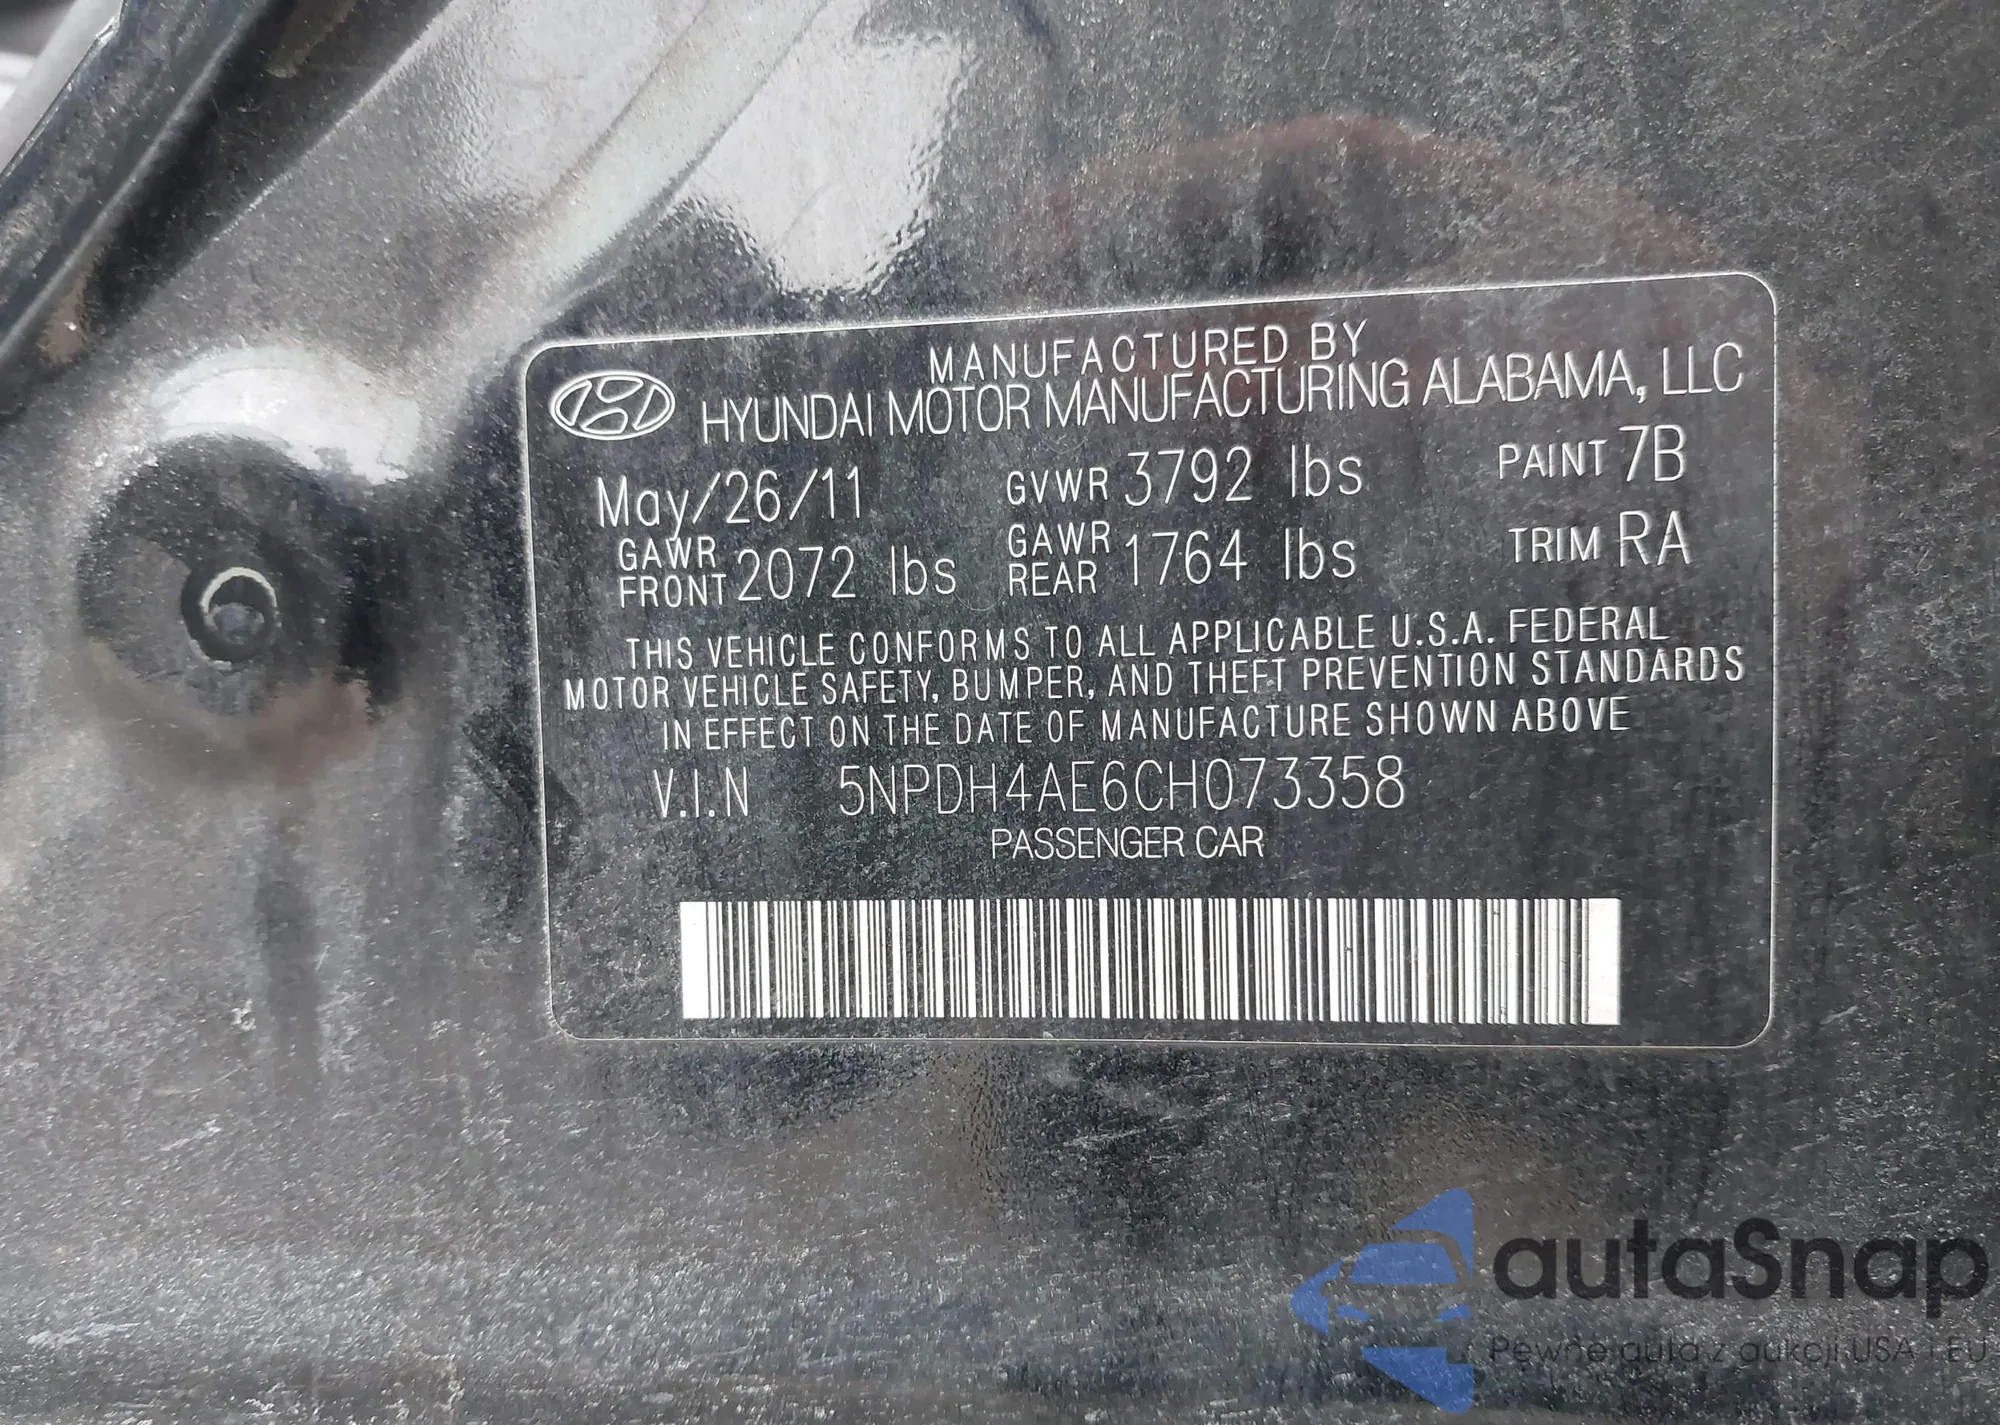 MANUFACTURED BY
HYUNDAI MOTOR MANUFACTURING ALABAMA, LLC
May/26/11 GVWR 3792 lbs PAINT 7B
GAWR FRONT 2072 lbs GAWR REAR 1764 lbs TRIM RA
THIS VEHICLE CONFORMS TO ALL APPLICABLE U.S.A. FEDERAL
MOTOR VEHICLE SAFETY, BUMPER, AND THEFT PREVENTION STANDARDS
IN EFFECT ON THE DATE OF MANUFACTURE SHOWN ABOVE
V.I.N 5NPDH4AE6CH073358
PASSENGER CAR
autaSnap
Pewne auta z aukcji USA i EU